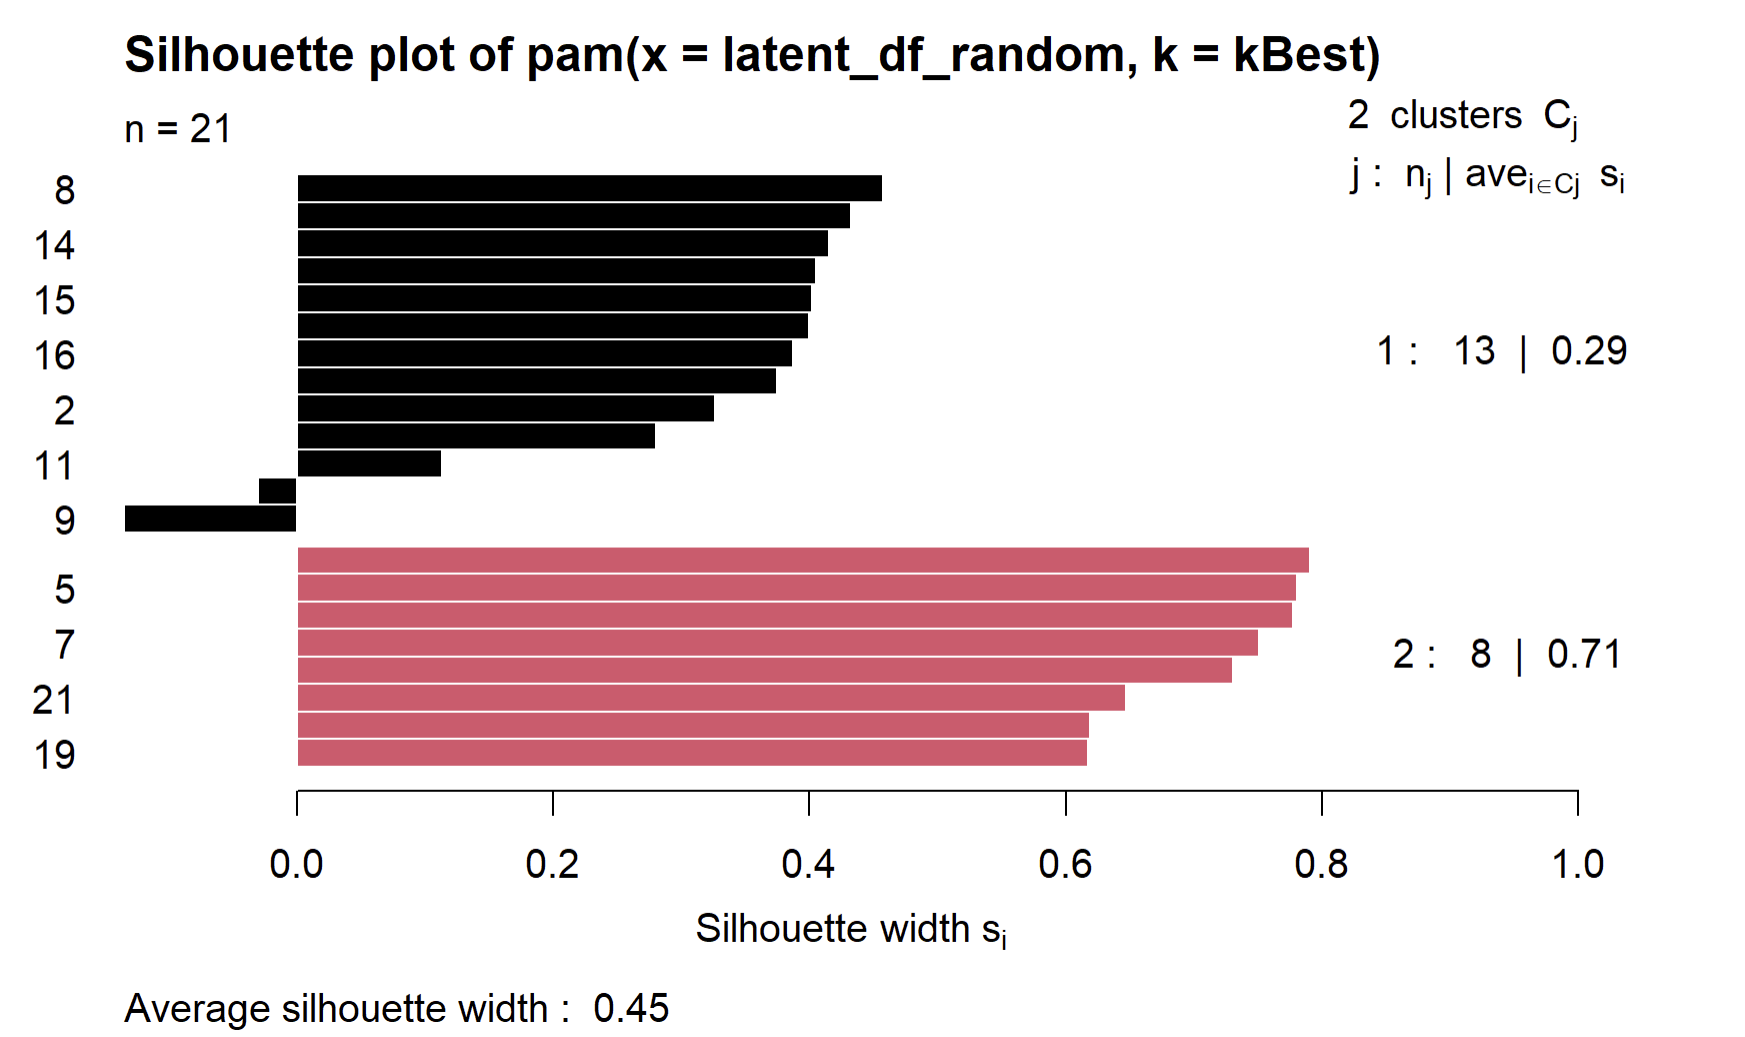 Silhouette plot of pam(x = latent_df_random, k = kBest)
n = 21
2 clusters Cj
j : nj | avei∈Cj si
8
14
15
16
2
11
9
1 : 13 | 0.29
5
7
21
19
2 : 8 | 0.71
0.0 0.2 0.4 0.6 0.8 1.0
Silhouette width si
Average silhouette width : 0.45